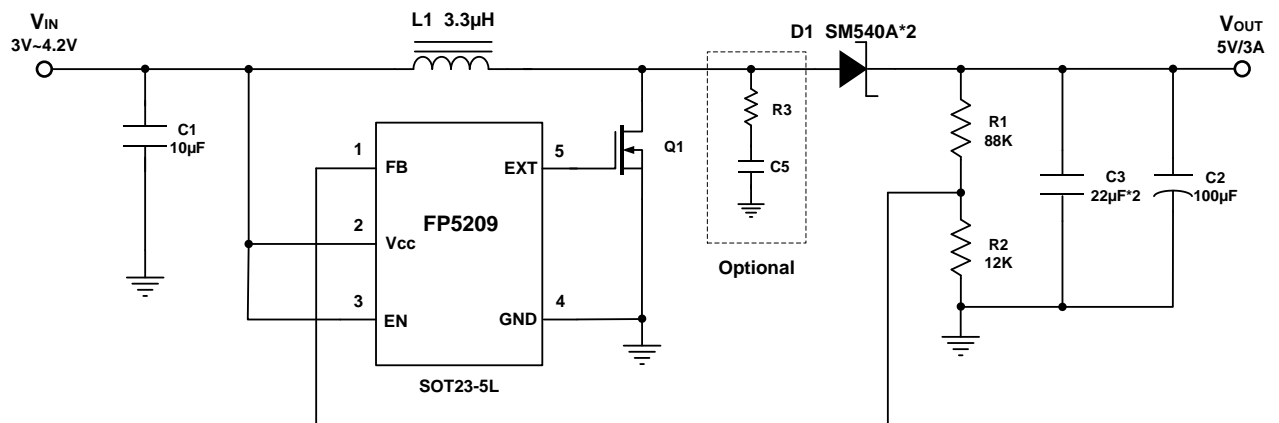 VIN
3V~4.2V
L1 3.3μH
D1 SM540A*2
VOUT
5V/3A
C1
10μF
R3
C5
Optional
Q1
1
FB
EXT
5
FP5209
2
Vcc
3
EN
GND
4
SOT23-5L
R1
88K
R2
12K
C3
22μF*2
C2
100μF